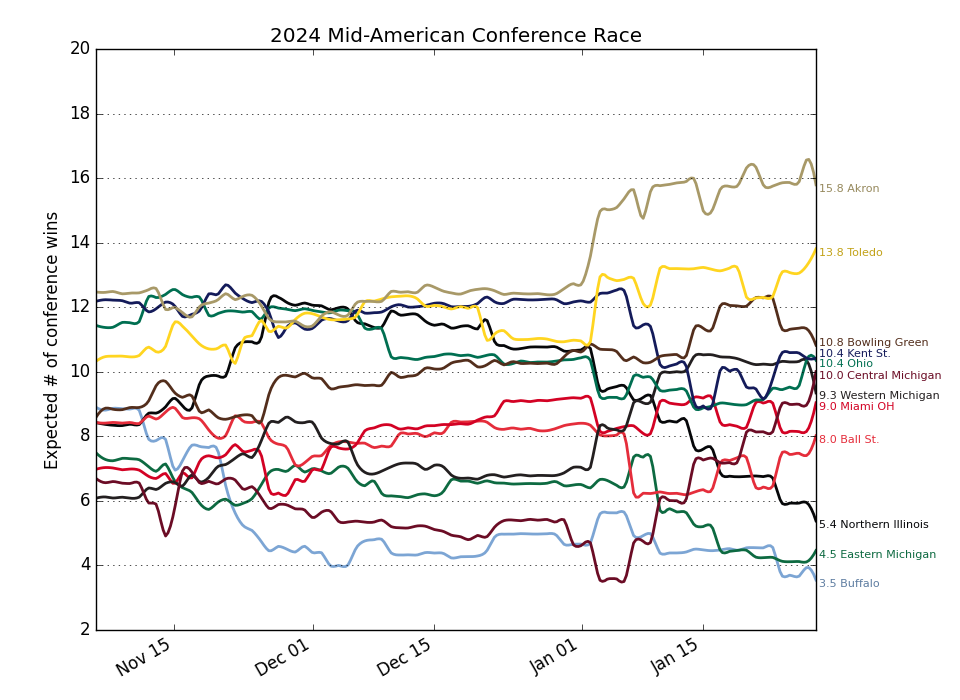 2024 Mid-American Conference Race
Expected # of conference wins
20
18
16
14
12
10
8
6
4
2
Nov 15
Dec 01
Dec 15
Jan 01
Jan 15
15.8 Akron
13.8 Toledo
10.8 Bowling Green
10.4 Kent St.
10.4 Ohio
10.0 Central Michigan
9.3 Western Michigan
9.0 Miami OH
8.0 Ball St.
5.4 Northern Illinois
4.5 Eastern Michigan
3.5 Buffalo